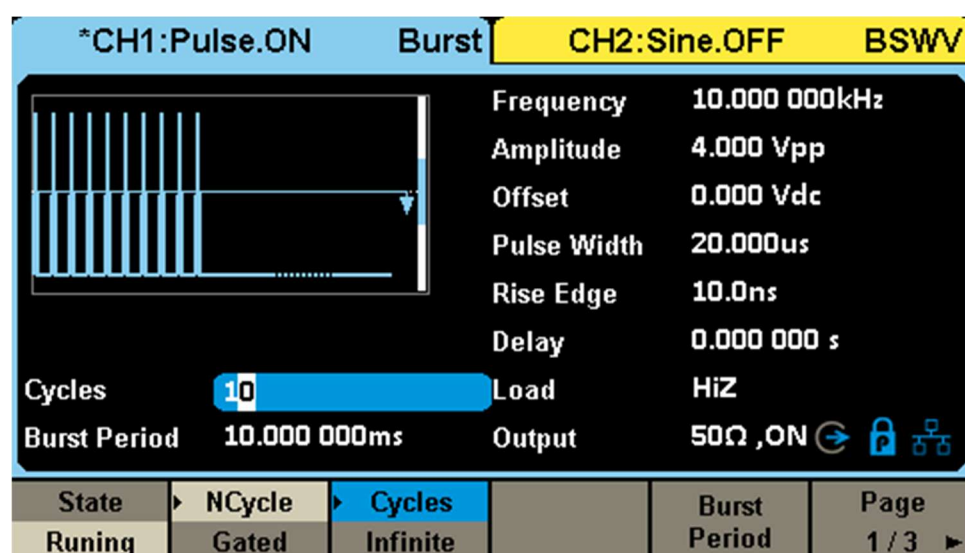 *CH1:Pulse.ON Burst CH2:Sine.OFF BSWV
Frequency 10.000 000kHz
Amplitude 4.000 Vpp
Offset 0.000 Vdc
Pulse Width 20.000us
Rise Edge 10.0ns
Delay 0.000 000 s
Cycles 10 Load HiZ
Burst Period 10.000 000ms Output 50Ω ,ON
State NCycle Cycles Burst Page
Runing Gated Infinite Period 1 / 3